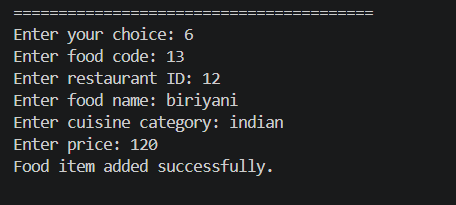 ========================================
Enter your choice: 6
Enter food code: 13
Enter restaurant ID: 12
Enter food name: biriyani
Enter cuisine category: indian
Enter price: 120
Food item added successfully.